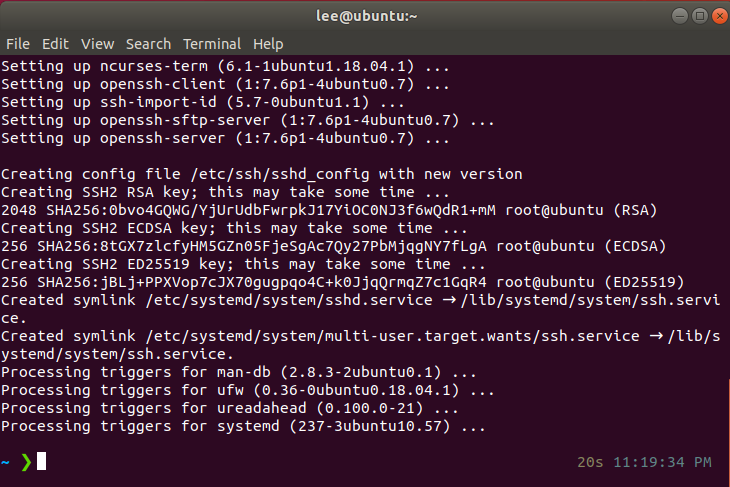 lee@ubuntu:~
File Edit View Search Terminal Help
Setting up ncurses-term (6.1-1ubuntu1.18.04.1) ...
Setting up openssh-client (1:7.6p1-4ubuntu0.7) ...
Setting up ssh-import-id (5.7-0ubuntu1.1) ...
Setting up openssh-sftp-server (1:7.6p1-4ubuntu0.7) ...
Setting up openssh-server (1:7.6p1-4ubuntu0.7) ...
Creating config file /etc/ssh/sshd_config with new version
Creating SSH2 RSA key; this may take some time ...
2048 SHA256:0bvo4GQWG/YjUrUdbFwrpkJ17YiOC0NJ3f6wQdR1+mM root@ubuntu (RSA)
Creating SSH2 ECDSA key; this may take some time ...
256 SHA256:8tGX7zlcfyHM5GZn05FjeSgAc7Qy27PbMjqgNY7fLgA root@ubuntu (ECDSA)
Creating SSH2 ED25519 key; this may take some time ...
256 SHA256:jBLj+PPXVop7cJX70gugpqo4C+k0JjqQrmqZ7c1GqR4 root@ubuntu (ED25519)
Created symlink /etc/systemd/system/sshd.service → /lib/systemd/system/ssh.servi
ce.
Created symlink /etc/systemd/system/multi-user.target.wants/ssh.service → /lib/s
ystemd/system/ssh.service.
Processing triggers for man-db (2.8.3-2ubuntu0.1) ...
Processing triggers for ufw (0.36-0ubuntu0.18.04.1) ...
Processing triggers for ureadahead (0.100.0-21) ...
Processing triggers for systemd (237-3ubuntu10.57) ...
~ ❯ 20s 11:19:34 PM